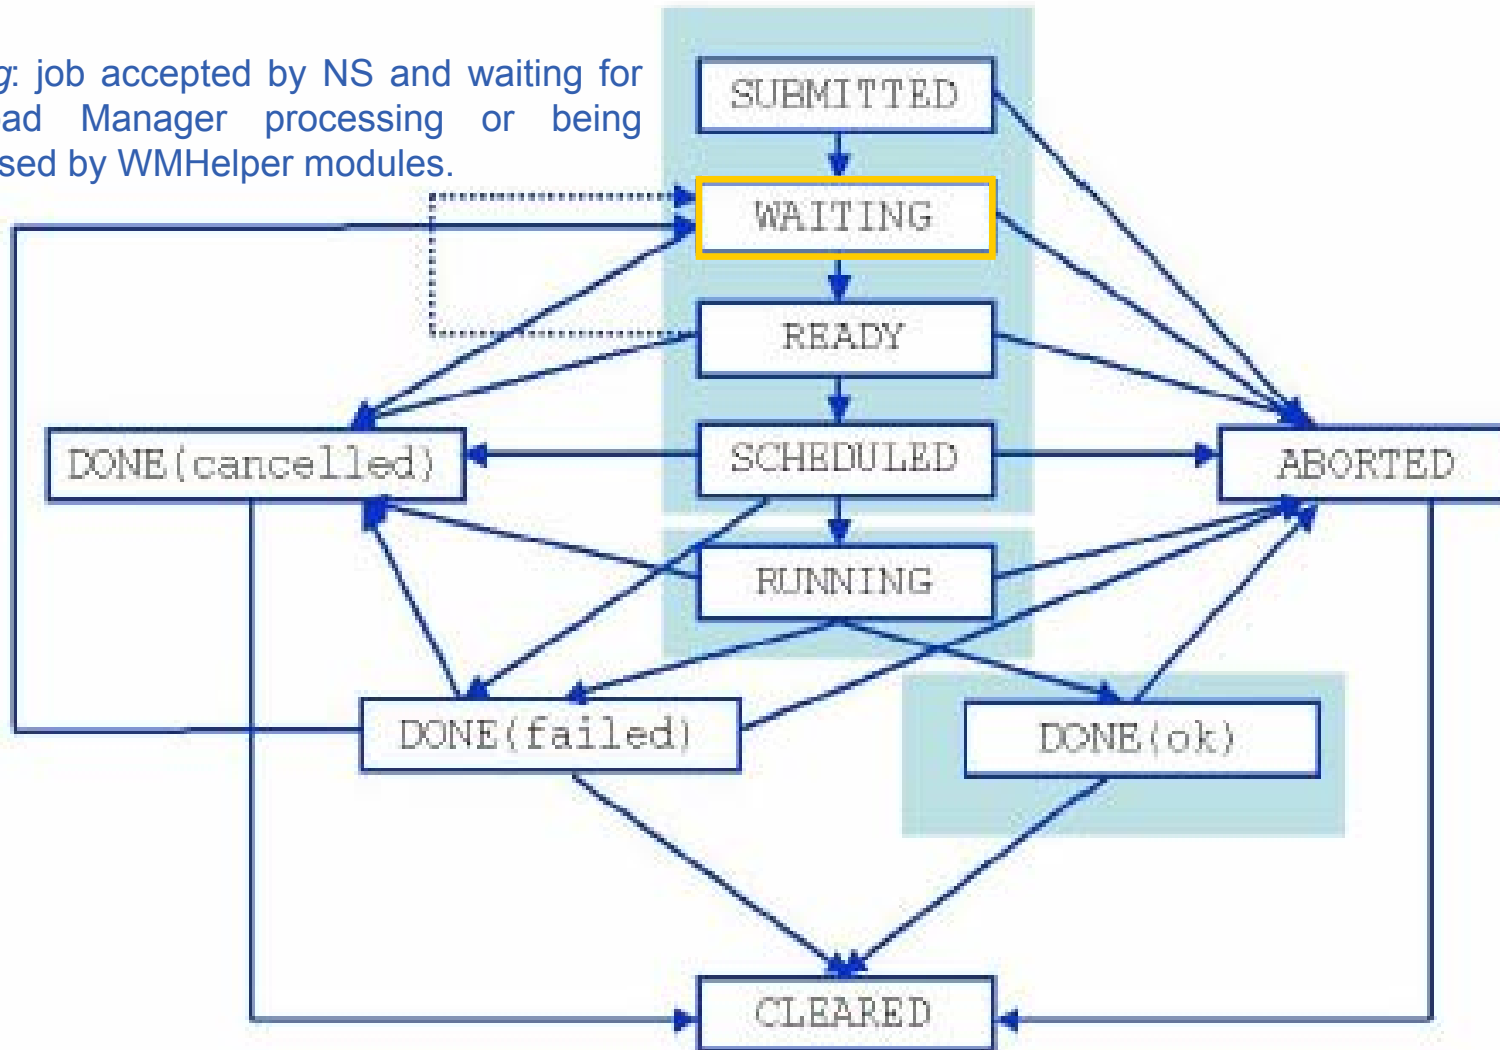 g: job accepted by NS and waiting for
ad Manager processing or being
sed by WMHelper modules.
SUBMITTED
WAITING
READY
SCHEDULED
DONE(cancelled)
ABORTED
RUNNING
DONE(failed)
DONE(ok)
CLEARED